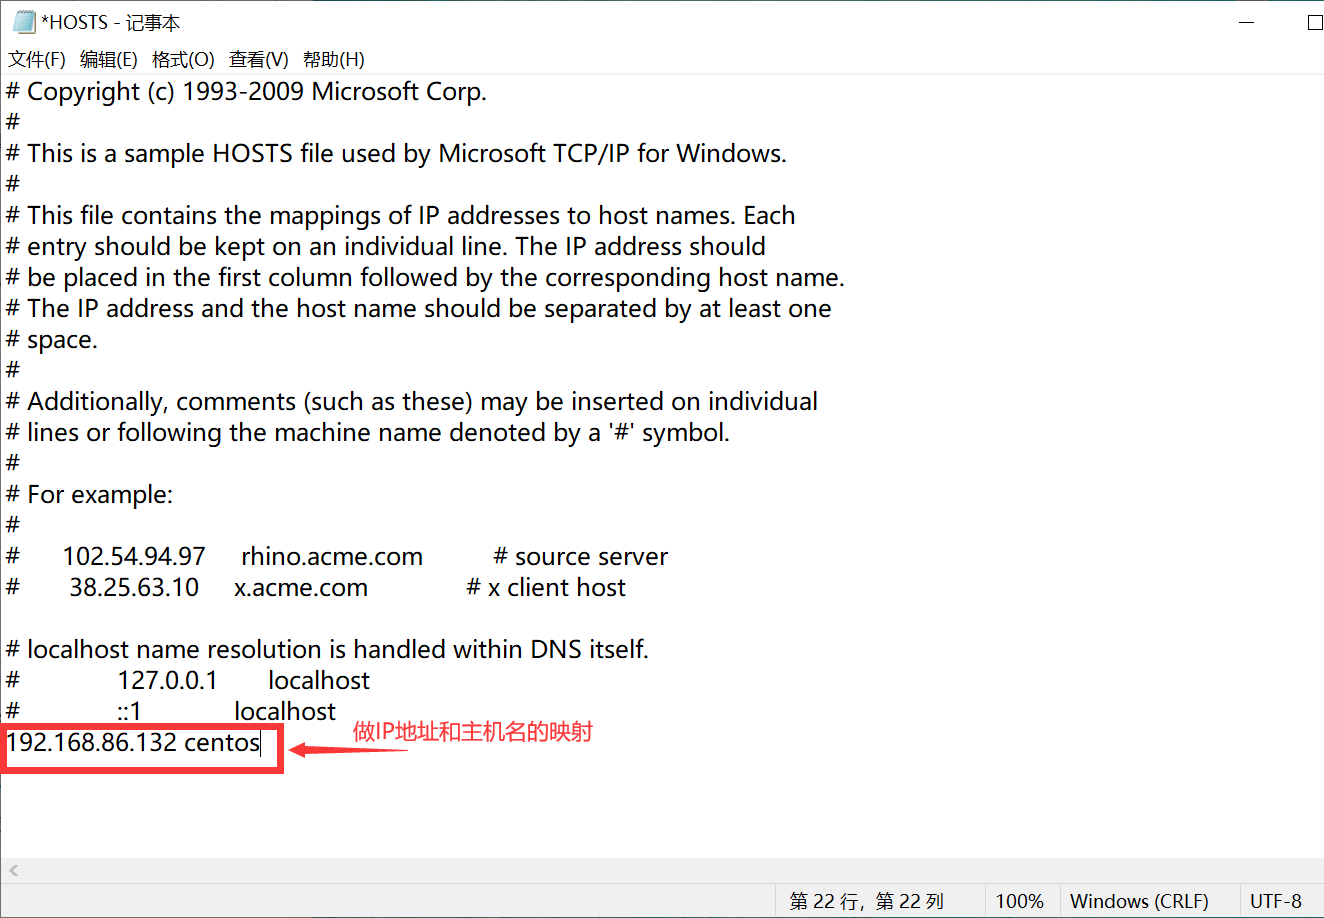 *HOSTS - 记事本
文件(F) 编辑(E) 格式(O) 查看(V) 帮助(H)
# Copyright (c) 1993-2009 Microsoft Corp.
#
# This is a sample HOSTS file used by Microsoft TCP/IP for Windows.
#
# This file contains the mappings of IP addresses to host names. Each
# entry should be kept on an individual line. The IP address should
# be placed in the first column followed by the corresponding host name.
# The IP address and the host name should be separated by at least one
# space.
#
# Additionally, comments (such as these) may be inserted on individual
# lines or following the machine name denoted by a '#' symbol.
#
# For example:
#
#      102.54.94.97     rhino.acme.com          # source server
#       38.25.63.10     x.acme.com              # x client host

# localhost name resolution is handled within DNS itself.
#              127.0.0.1       localhost
#              ::1             localhost
做IP地址和主机名的映射
192.168.86.132 centos
第 22 行，第 22 列 100% Windows (CRLF) UTF-8